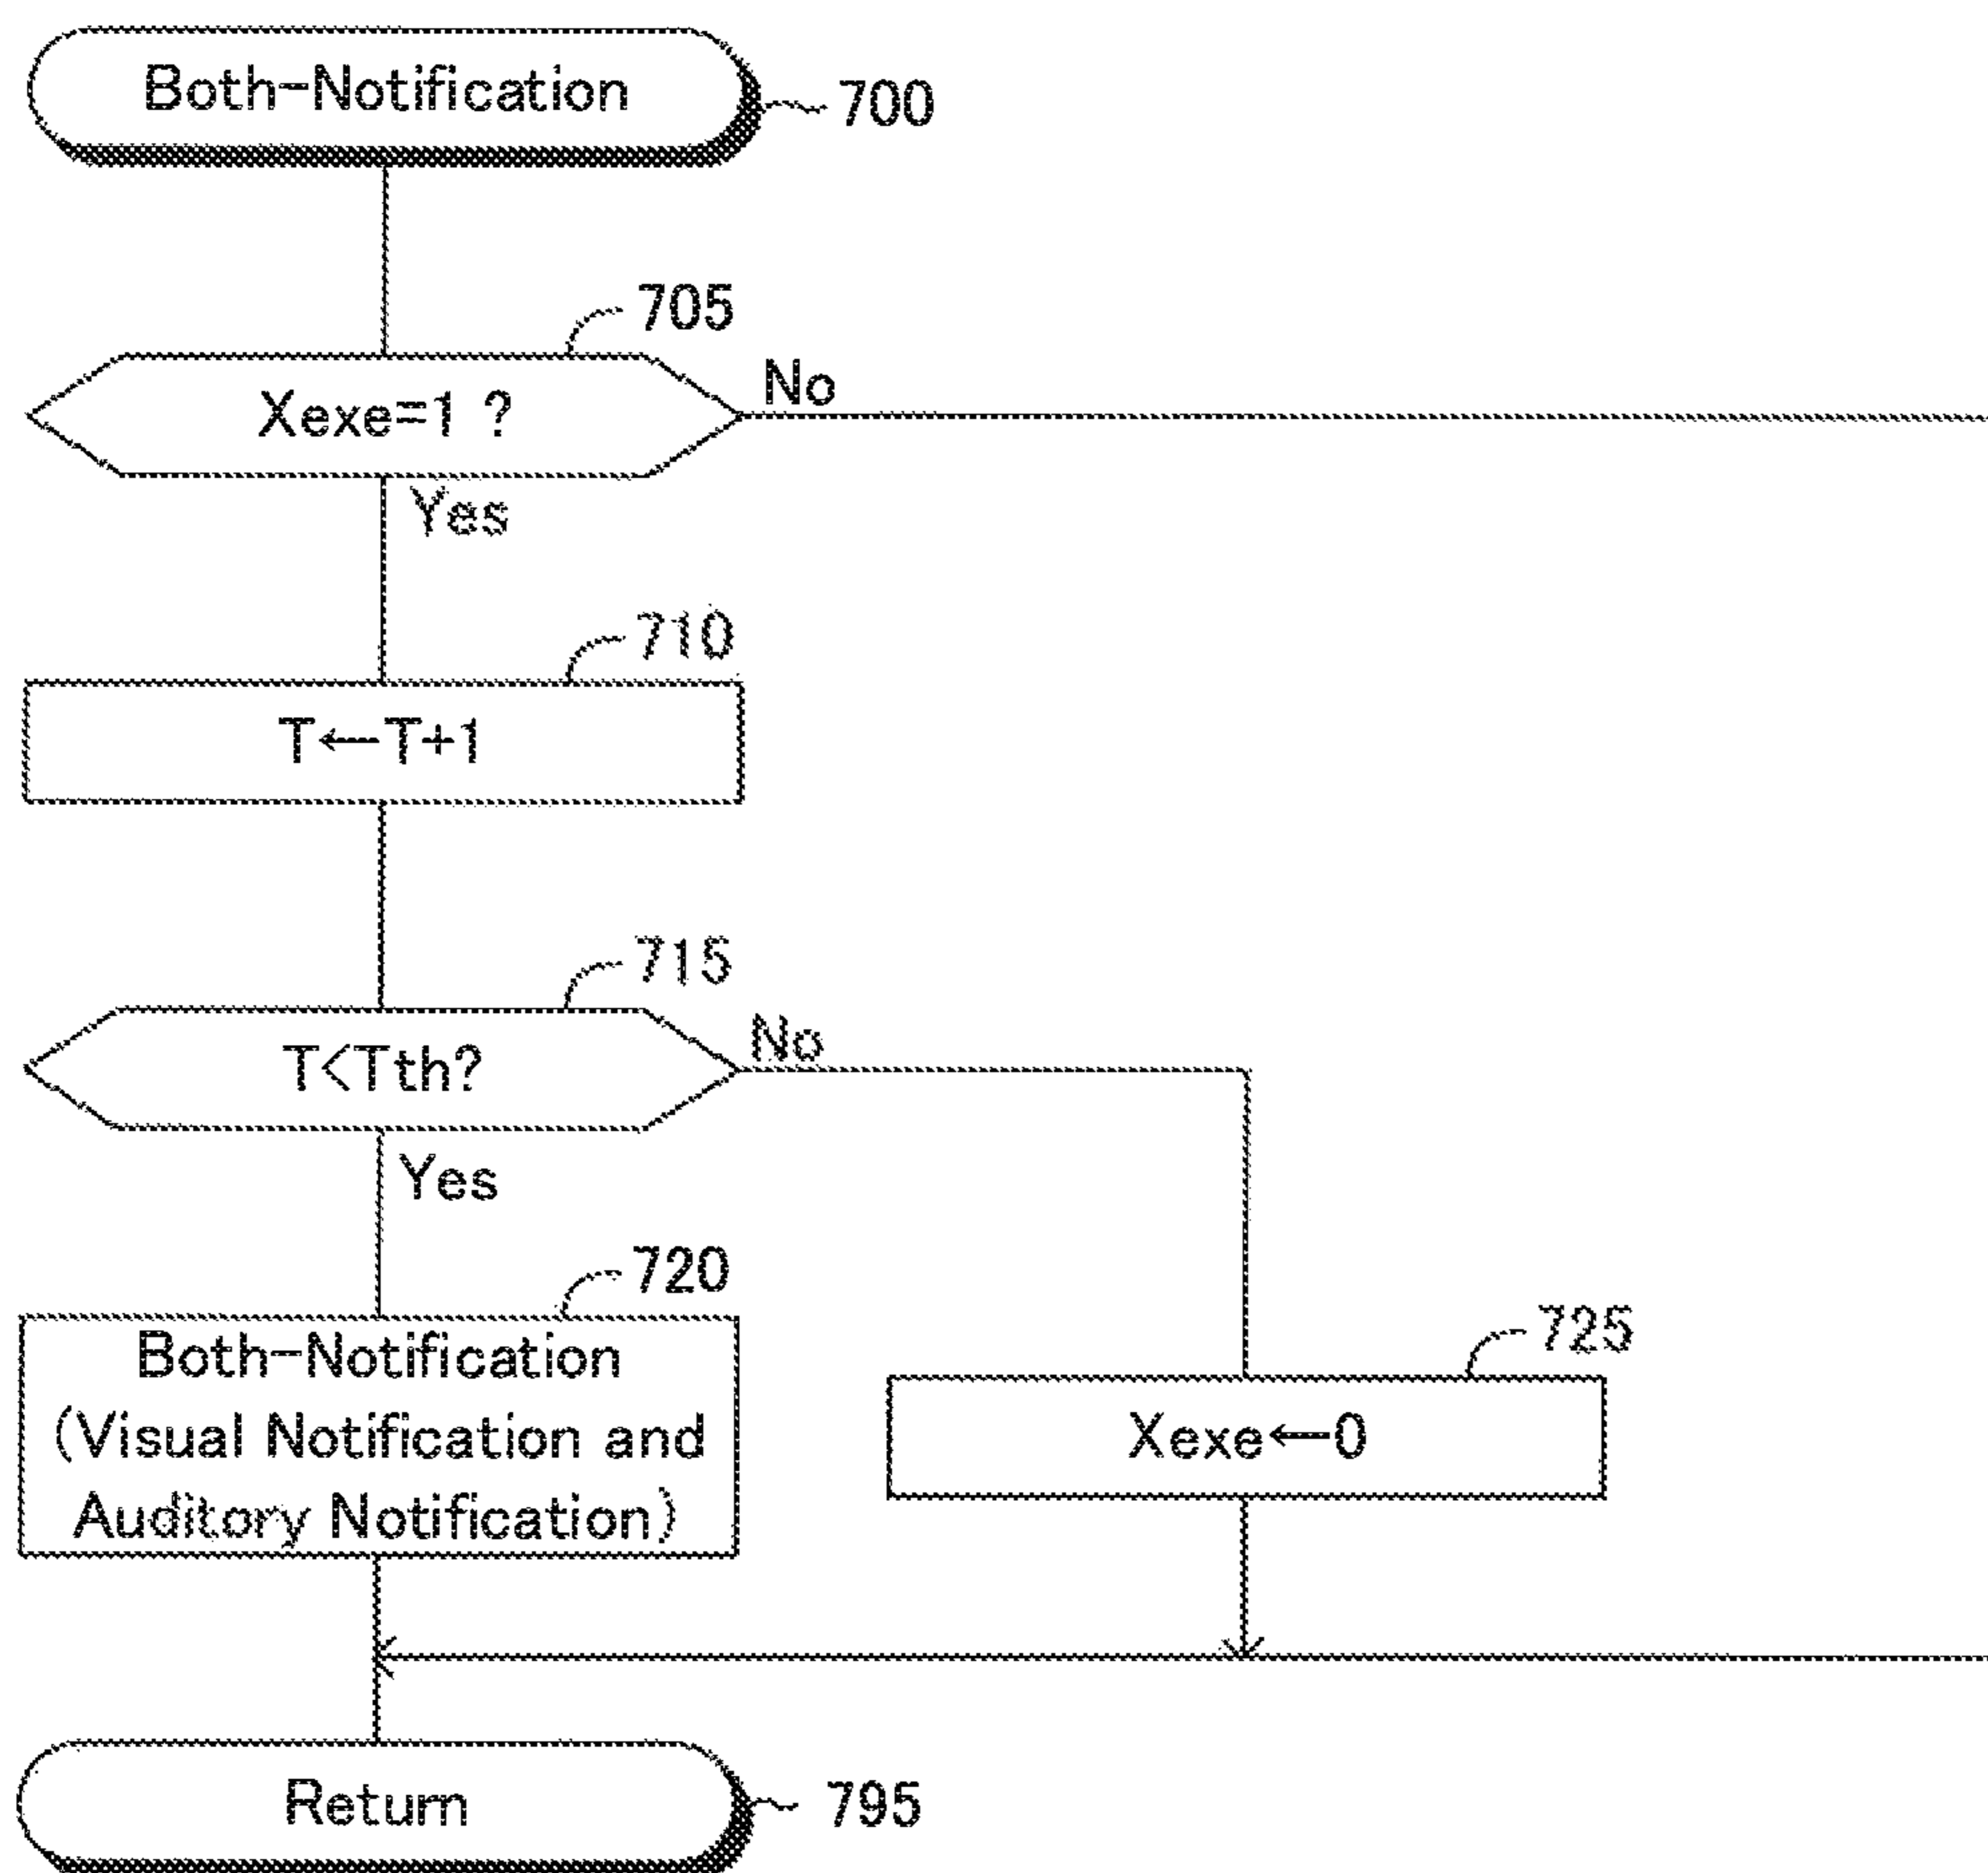 Both-Notification
700
705
Xexe=1 ?
No
Yes
710
T←T+1
715
T<Tth?
No
Yes
720
Both-Notification
(Visual Notification and
Auditory Notification)
725
Xexe←0
Return
795